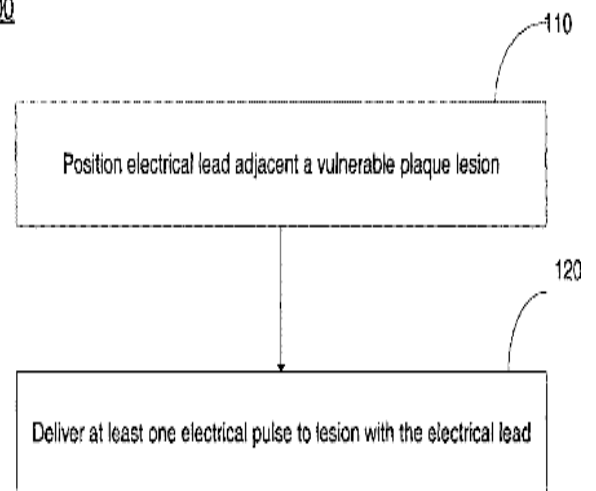 110
Position electrical lead adjacent a vulnerable plaque lesion
120
Deliver at least one electrical pulse to lesion with the electrical lead